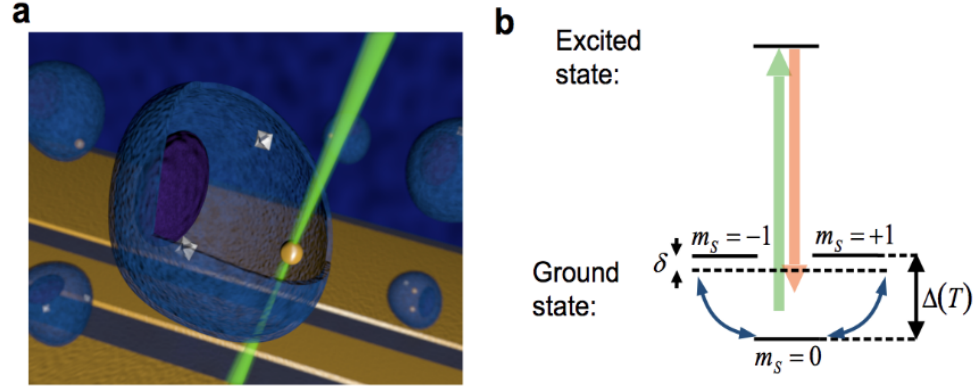 a
b
Excited
state:
m_s = −1
m_s = +1
δ
Ground
state:
Δ(T)
m_s = 0